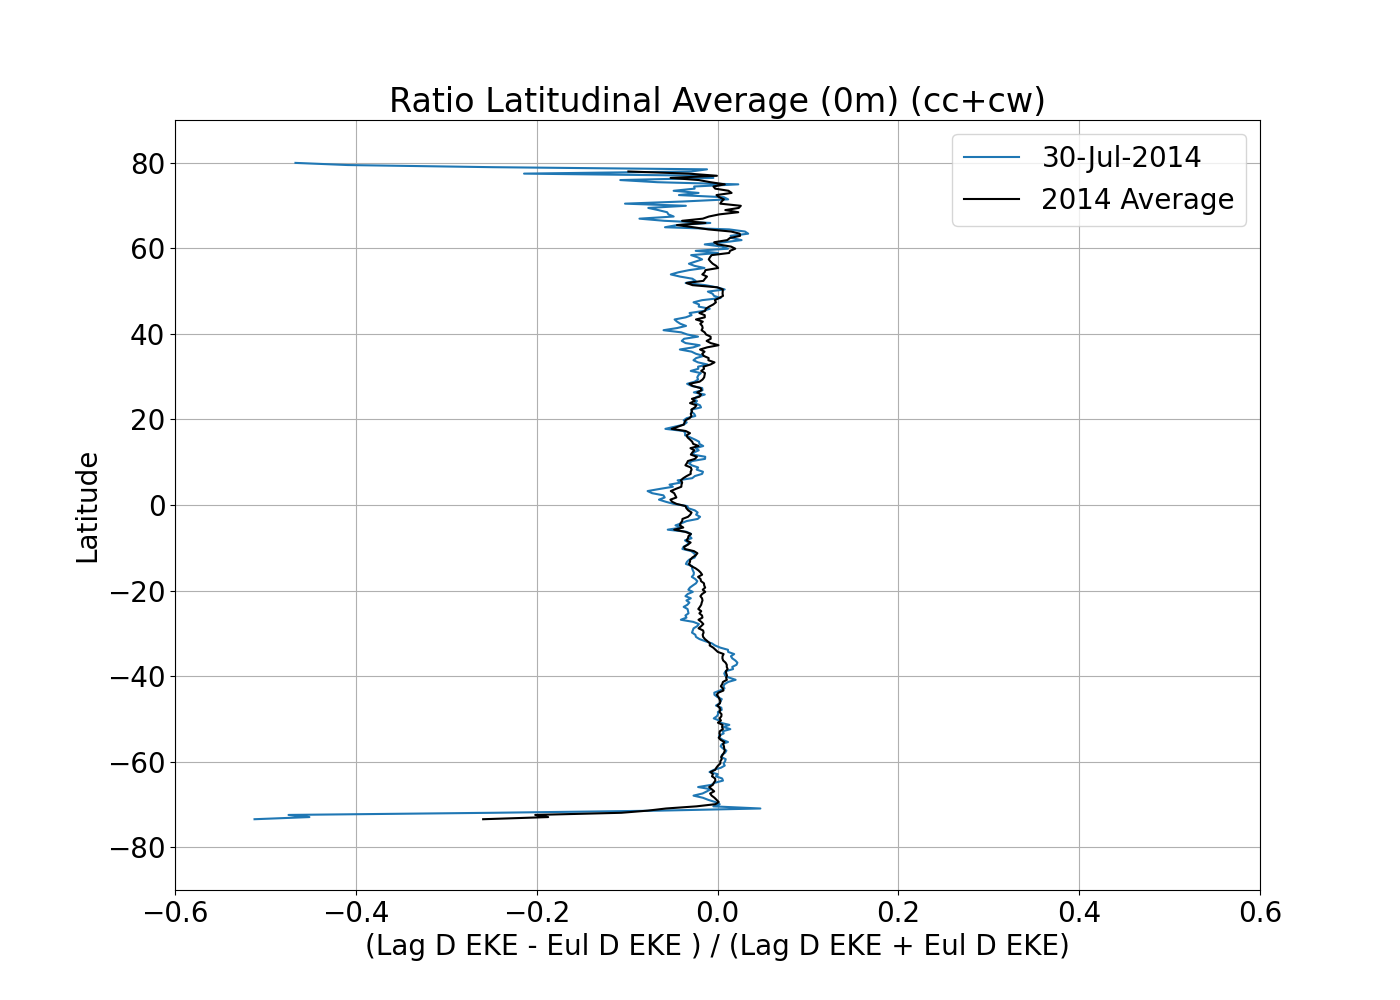 Ratio Latitudinal Average (0m) (cc+cw)
30-Jul-2014
2014 Average
80
60
40
20
0
−20
−40
−60
−80
Latitude
−0.6 −0.4 −0.2 0.0 0.2 0.4 0.6
(Lag D EKE - Eul D EKE ) / (Lag D EKE + Eul D EKE)